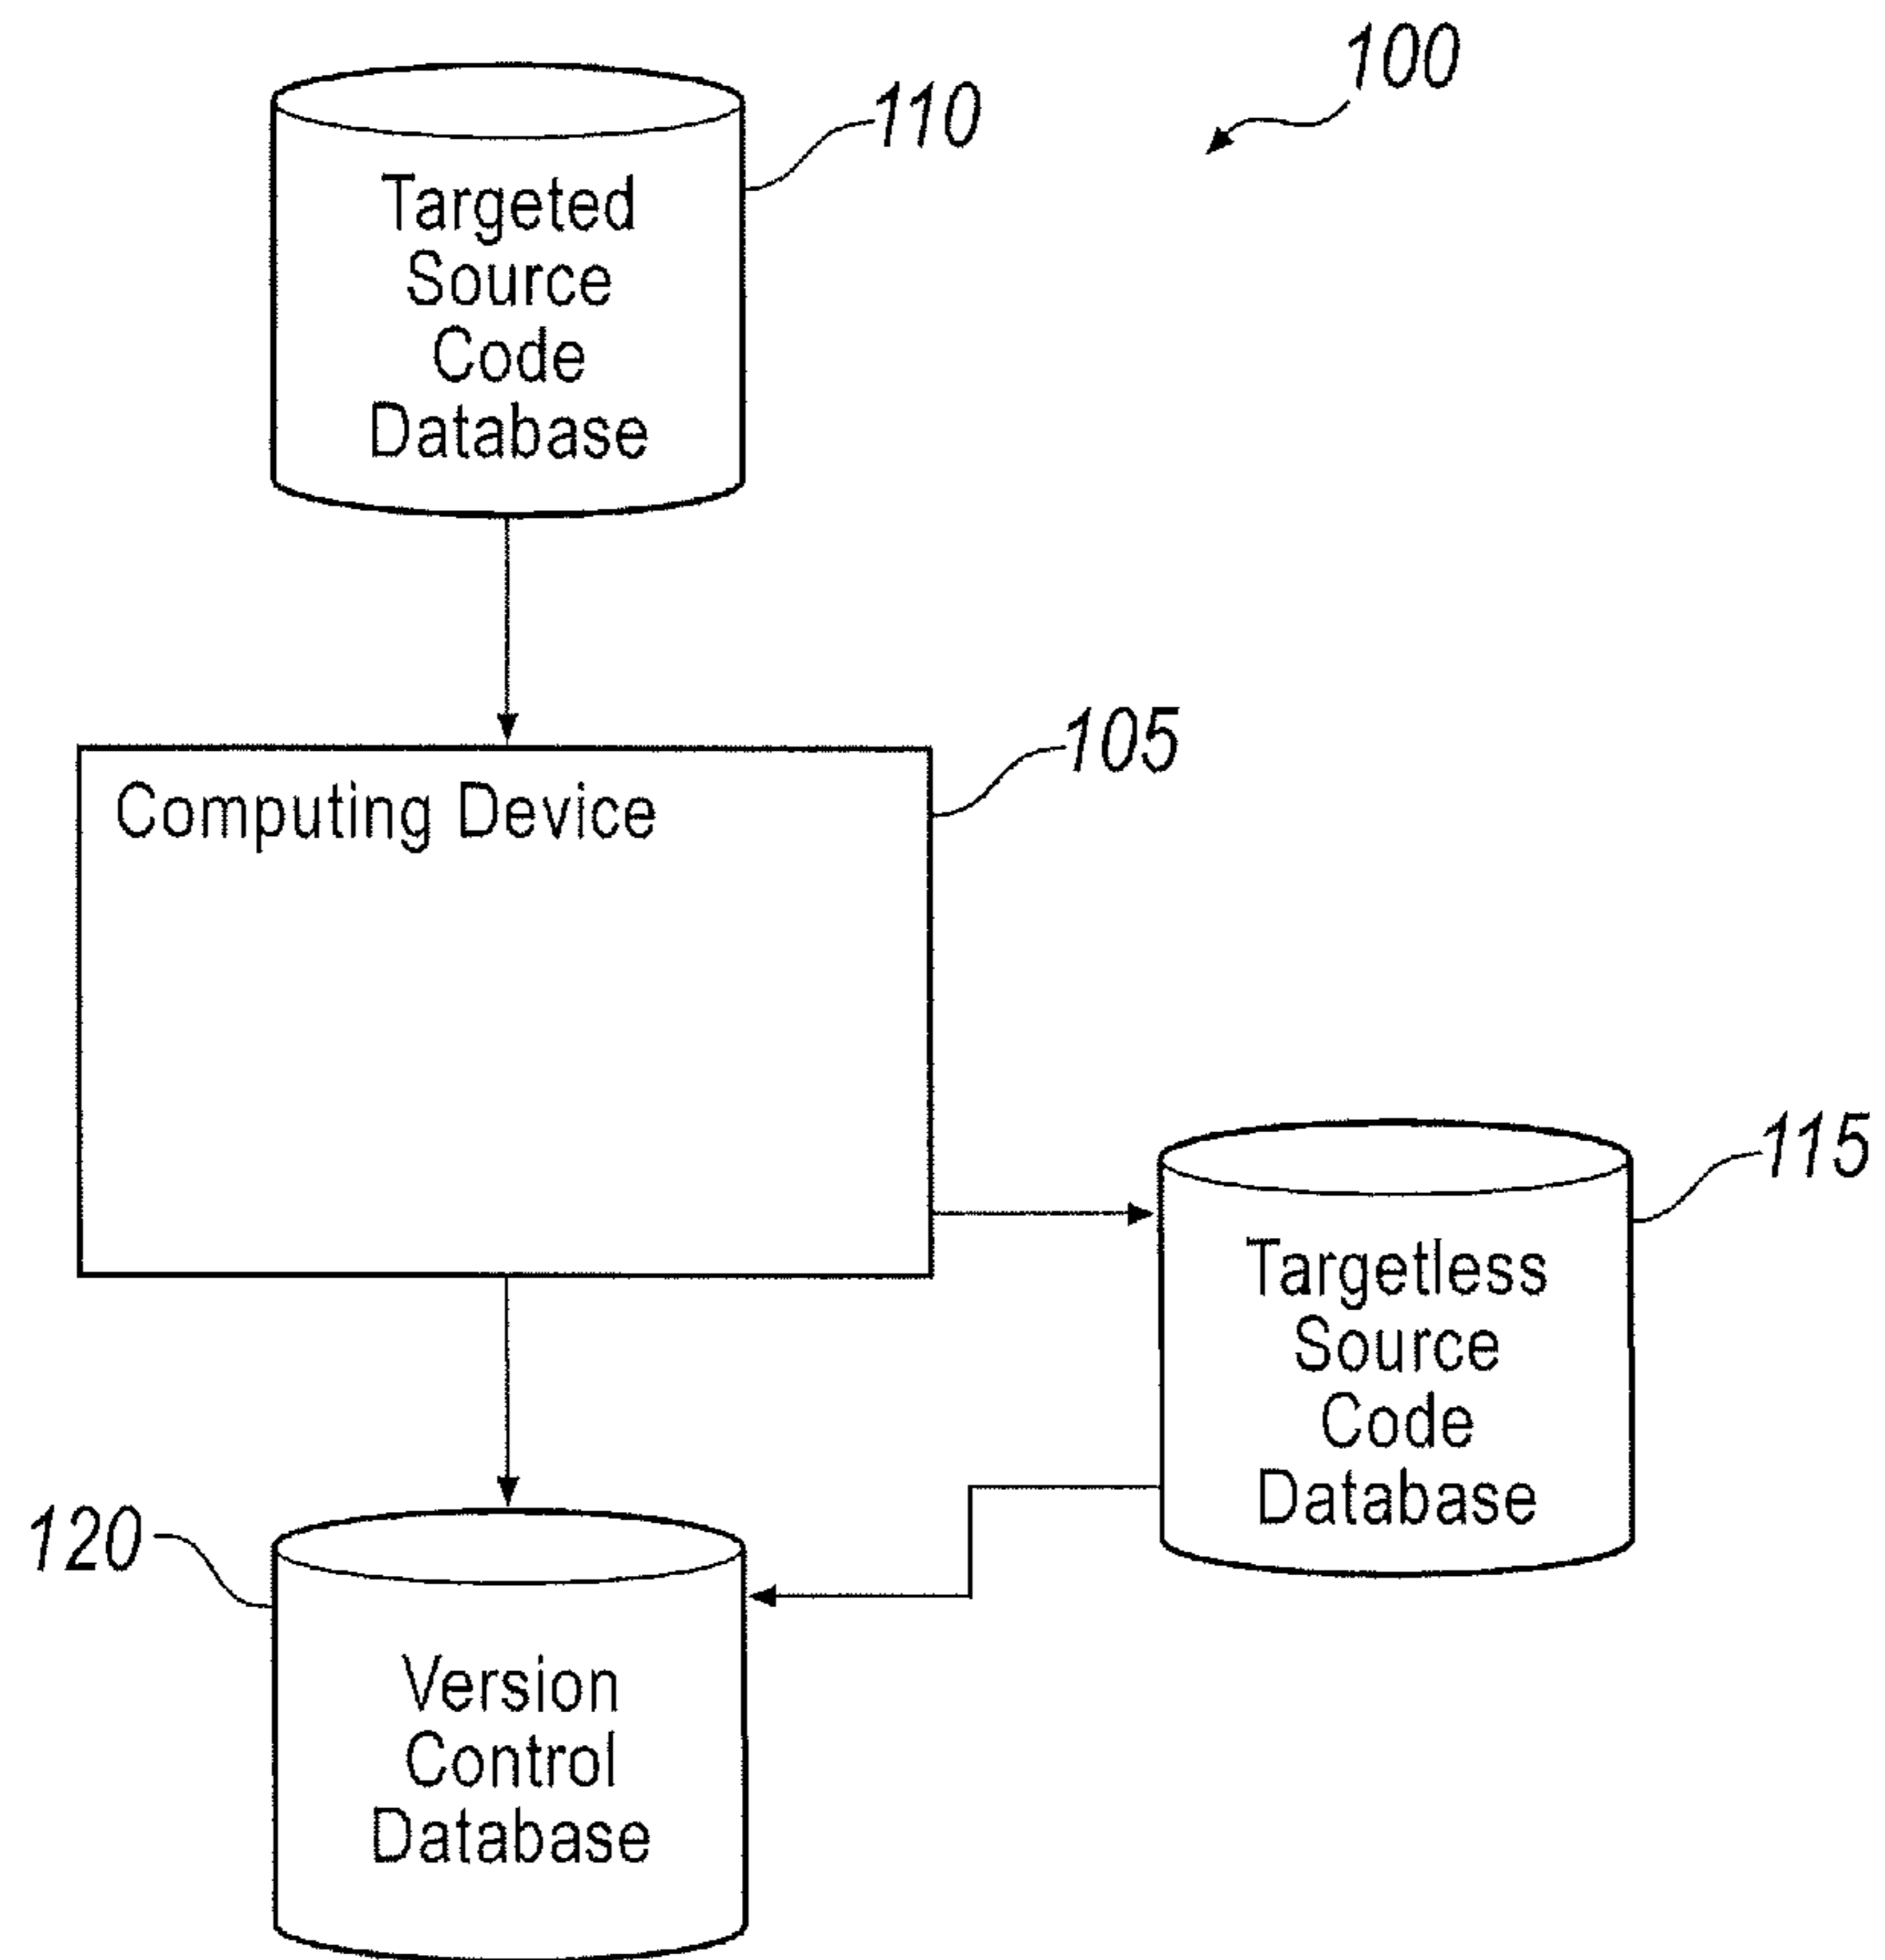 100
110
Targeted
Source
Code
Database
105
Computing Device
115
Targetless
Source
Code
Database
120
Version
Control
Database